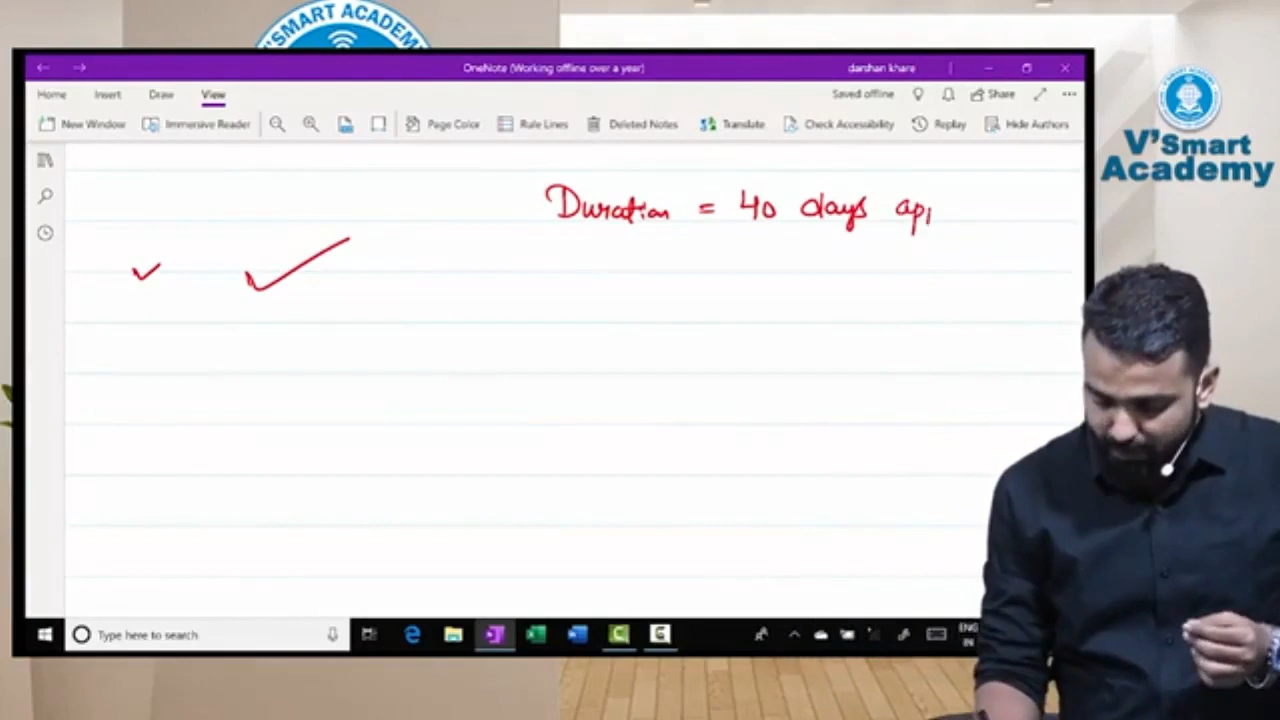 V'SMART ACADEMY
OneNote (Working offline over a year)
darshan khare
Home Insert Draw View
Saved offline Share
New Window Immersive Reader Page Color Rule Lines Deleted Notes Translate Check Accessibility Replay Hide Authors
Duration = 40 days
V'Smart
Academy
Type here to search
ENG
IN